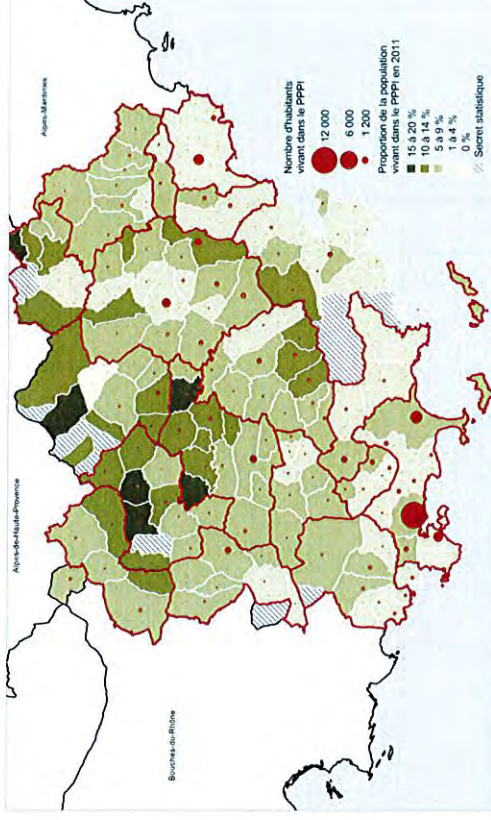 Alpes-de-Haute-Provence
Alpes-Maritimes
Bouches-du-Rhône
Nombre d'habitants
vivant dans le PPPI
12 000
6 000
1 200
Proportion de la population
vivant dans le PPPI en 2011
15 à 20 %
10 à 14 %
5 à 9 %
1 à 4 %
0 %
Secret statistique